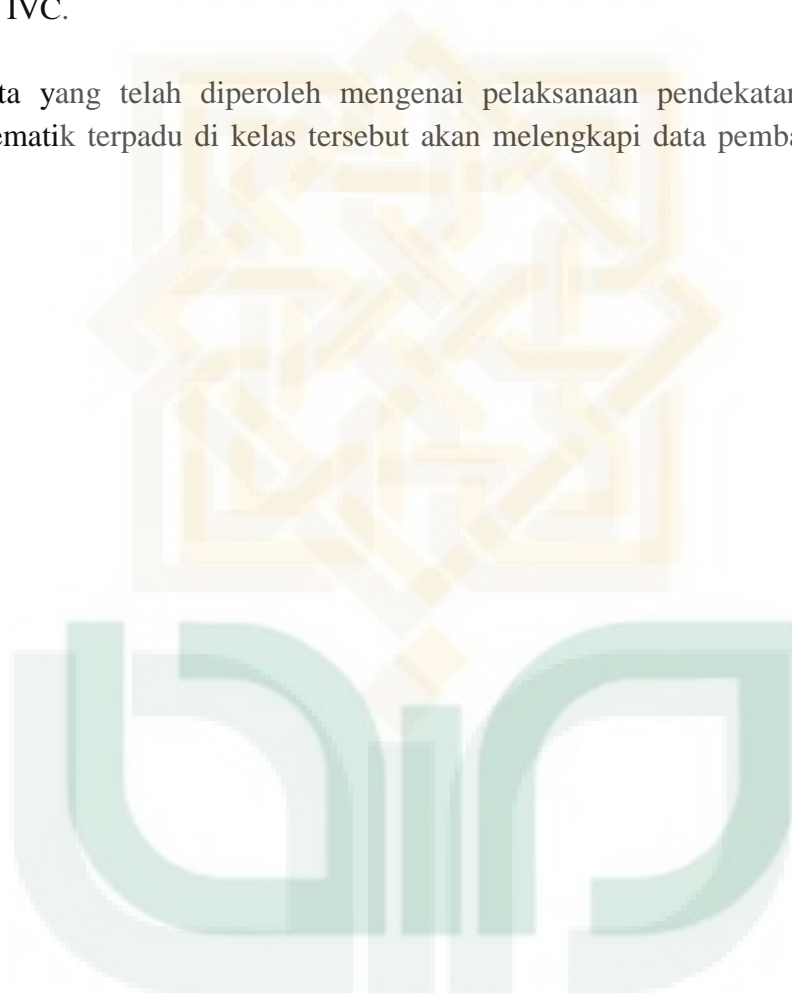 IVC.
ta yang telah diperoleh mengenai pelaksanaan pendekatan
ematik terpadu di kelas tersebut akan melengkapi data pemba